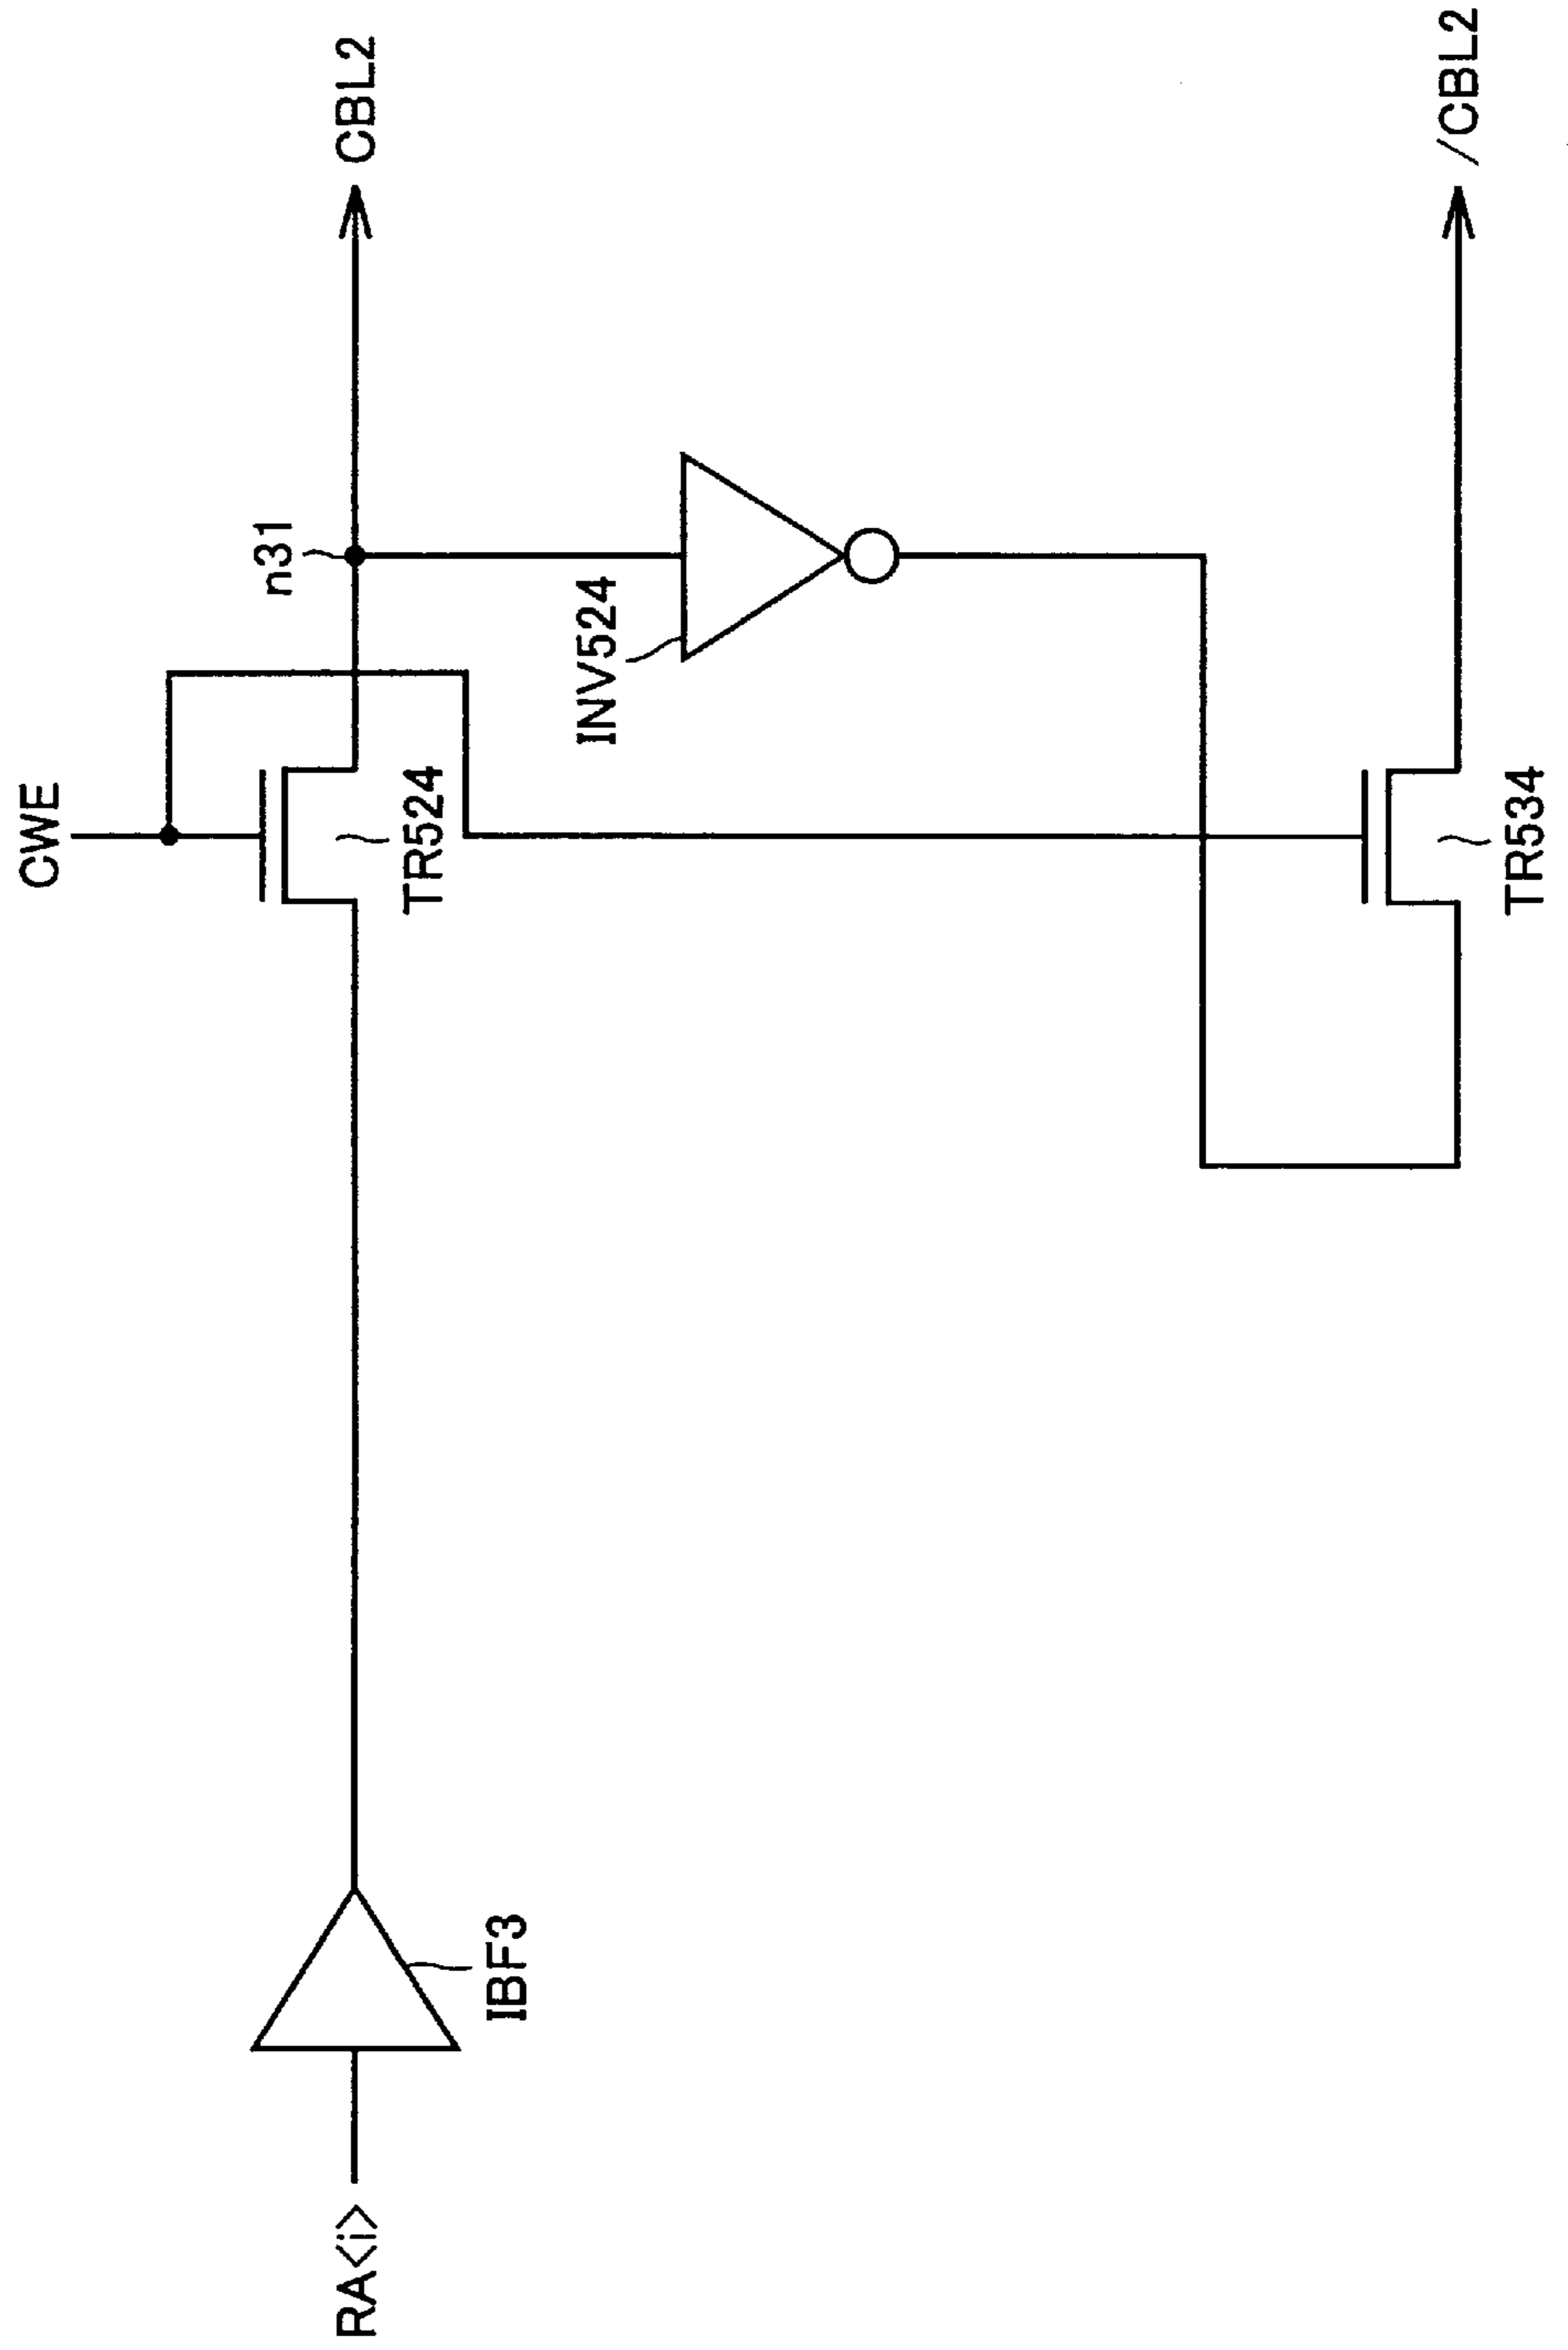 CWE
n31
CBL2
TR524
RA<i>
IBF3
INV524
/CBL2
TR534